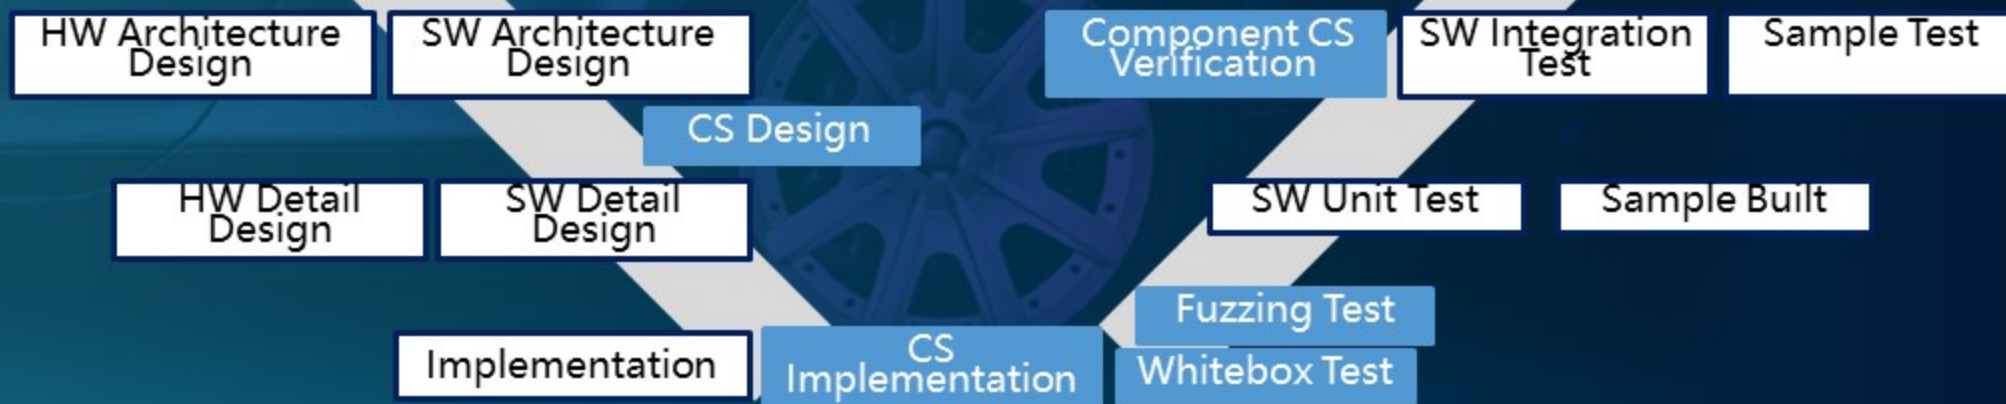 HW Architecture
Design
SW Architecture
Design
Component CS
Verification
SW Integration
Test
Sample Test
CS Design
HW Detail
Design
SW Detail
Design
SW Unit Test
Sample Built
Fuzzing Test
Implementation
CS
Implementation
Whitebox Test